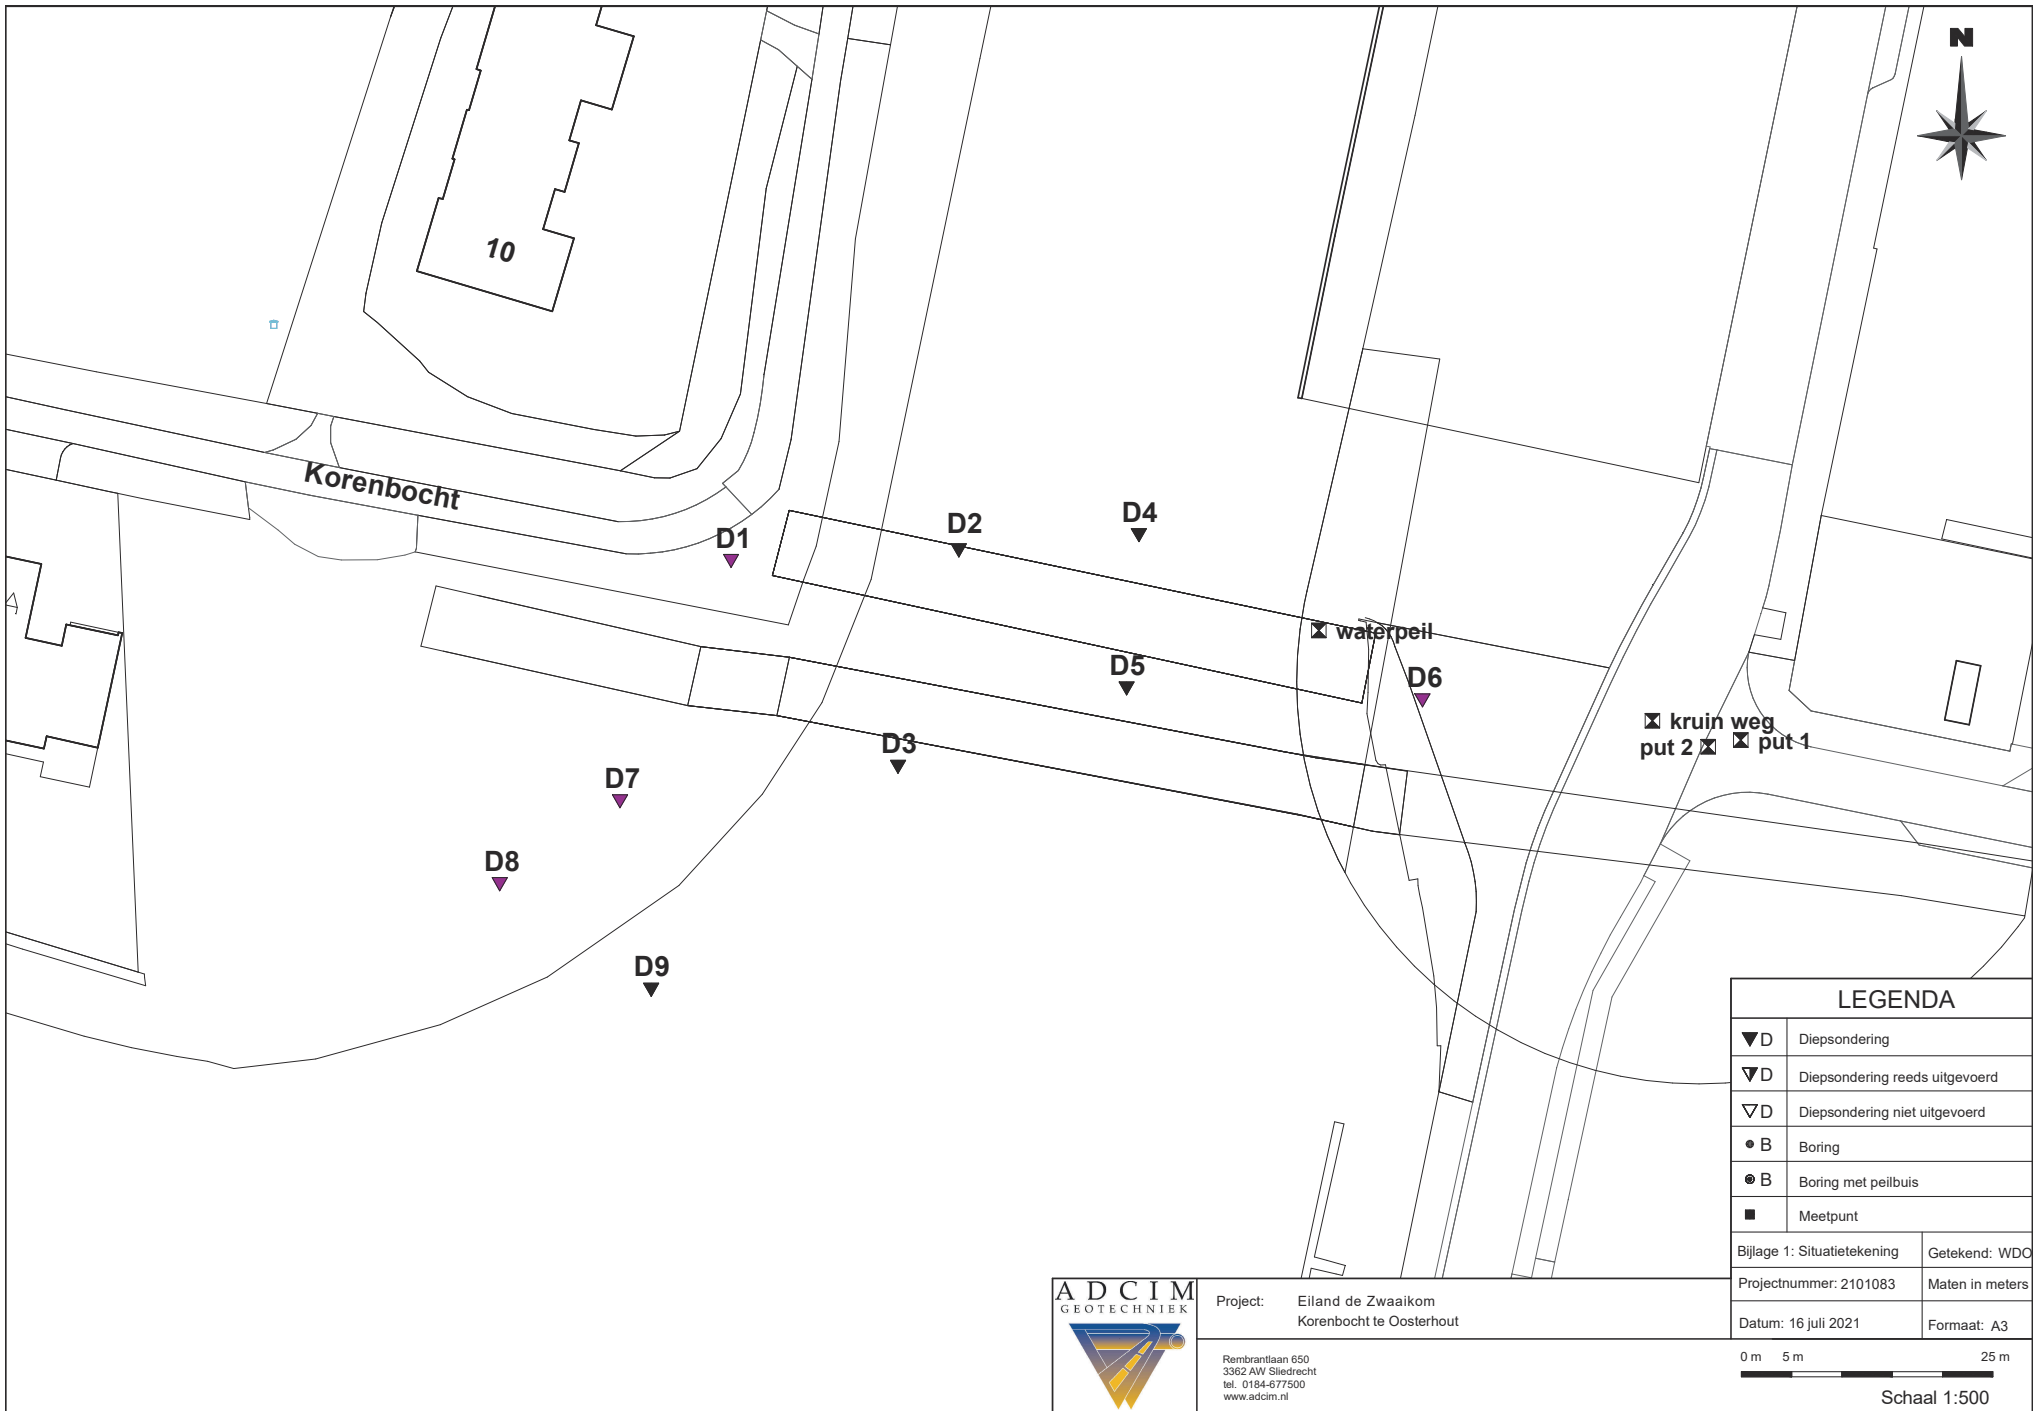 N
10
Korenbocht
D1
D2
D4
waterpeil
D5
D6
kruin weg
put 2
put 1
D3
D7
D8
D9
LEGENDA
D Diepsondering
D Diepsondering reeds uitgevoerd
D Diepsondering niet uitgevoerd
B Boring
B Boring met peilbuis
Meetpunt
Bijlage 1: Situatietekening Getekend: WDO
Projectnummer: 2101083 Maten in meters
Datum: 16 juli 2021 Formaat: A3
0 m 5 m 25 m
Schaal 1:500
ADCIM
GEOTECHNIEK
Project: Eiland de Zwaaikom
Korenbocht te Oosterhout
Rembrantlaan 650
3362 AW Sliedrecht
tel. 0184-677500
www.adcim.nl